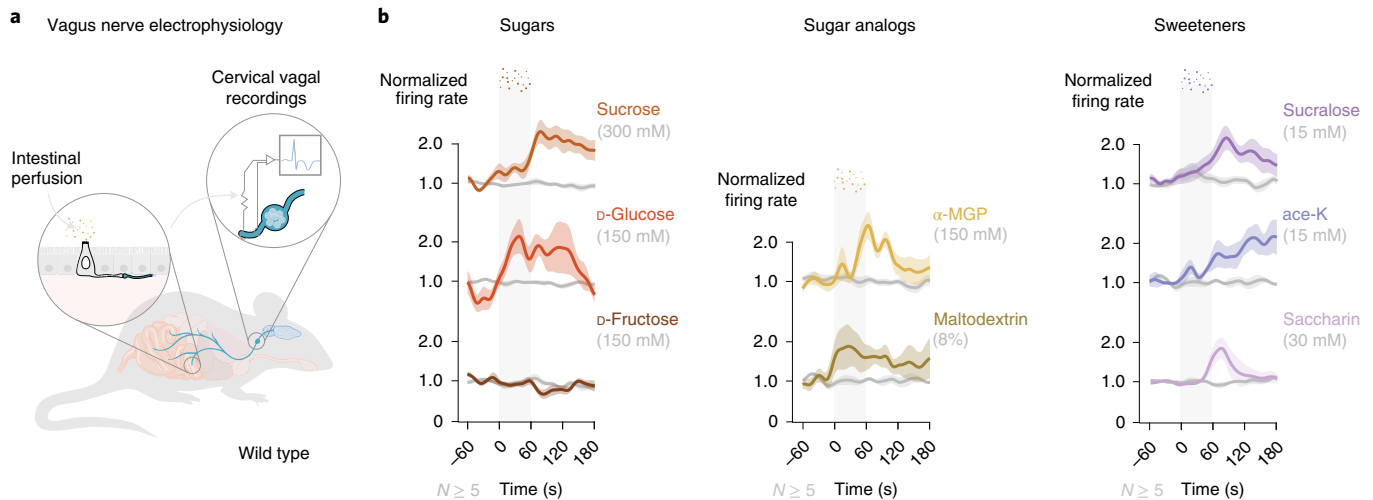 a
Vagus nerve electrophysiology
Cervical vagal
recordings
Intestinal
perfusion
Wild type
b
Sugars
Normalized
firing rate
Sucrose
(300 mM)
2.0
1.0
D-Glucose
(150 mM)
2.0
1.0
D-Fructose
(150 mM)
2.0
1.0
0
–60
0
60
120
180
N ≥ 5
Time (s)
Sugar analogs
Normalized
firing rate
α-MGP
(150 mM)
2.0
1.0
Maltodextrin
(8%)
2.0
1.0
0
–60
0
60
120
180
N ≥ 5
Time (s)
Sweeteners
Normalized
firing rate
Sucralose
(15 mM)
2.0
1.0
ace-K
(15 mM)
2.0
1.0
Saccharin
(30 mM)
2.0
1.0
0
–60
0
60
120
180
N ≥ 5
Time (s)